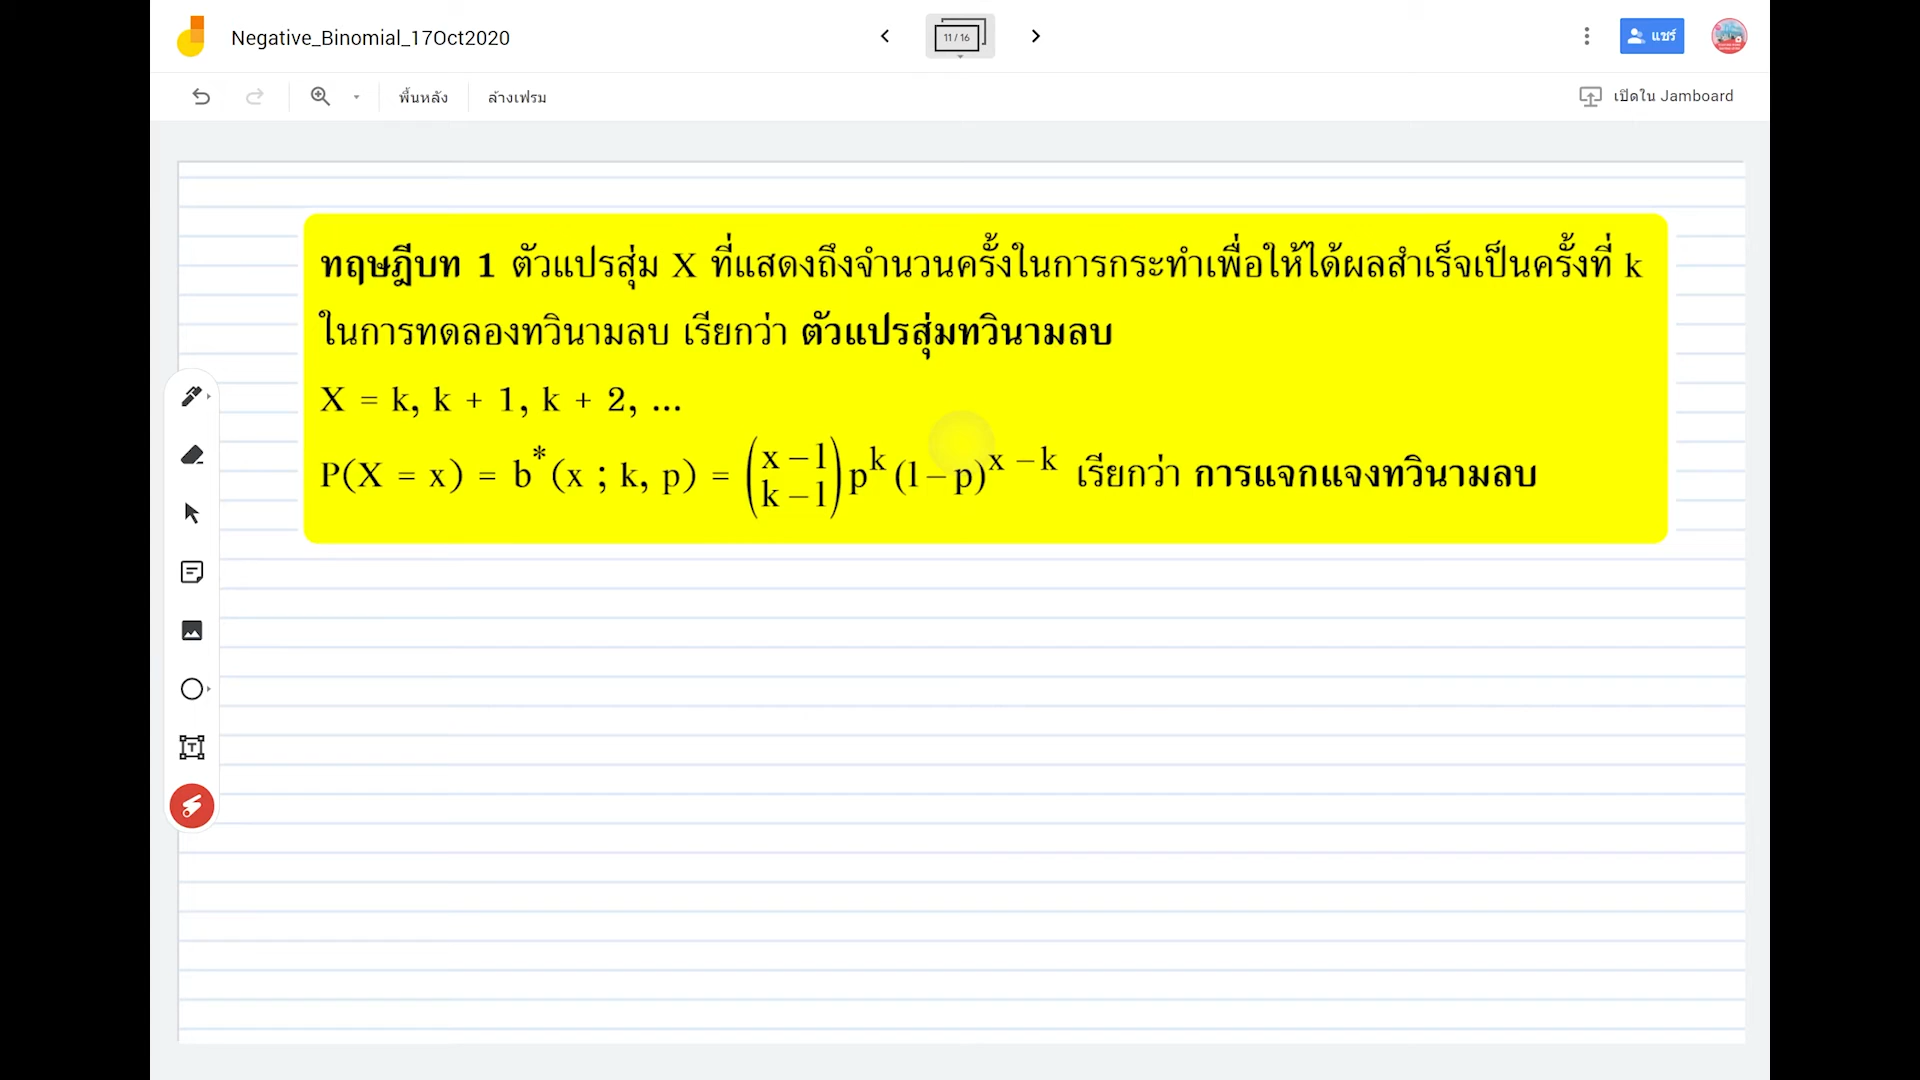 Negative_Binomial_17Oct2020
11 / 16
แชร์
พื้นหลัง
ล้างเฟรม
เปิดใน Jamboard
ทฤษฎีบท 1 ตัวแปรสุ่ม X ที่แสดงถึงจำนวนครั้งในการกระทำเพื่อให้ได้ผลสำเร็จเป็นครั้งที่ k
ในการทดลองทวินามลบ เรียกว่า ตัวแปรสุ่มทวินามลบ
X = k, k + 1, k + 2, ...
P(X = x) = b*(x ; k, p) = (x − 1 k − 1) p^k (1 − p)^x − k เรียกว่า การแจกแจงทวินามลบ